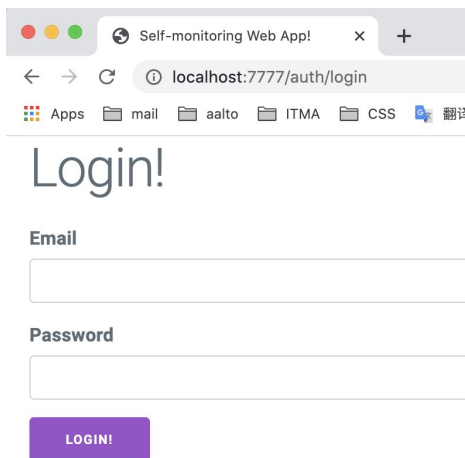 Self-monitoring Web App!
localhost:7777/auth/login
Apps mail aalto ITMA CSS 翻译
Login!
Email
Password
LOGIN!